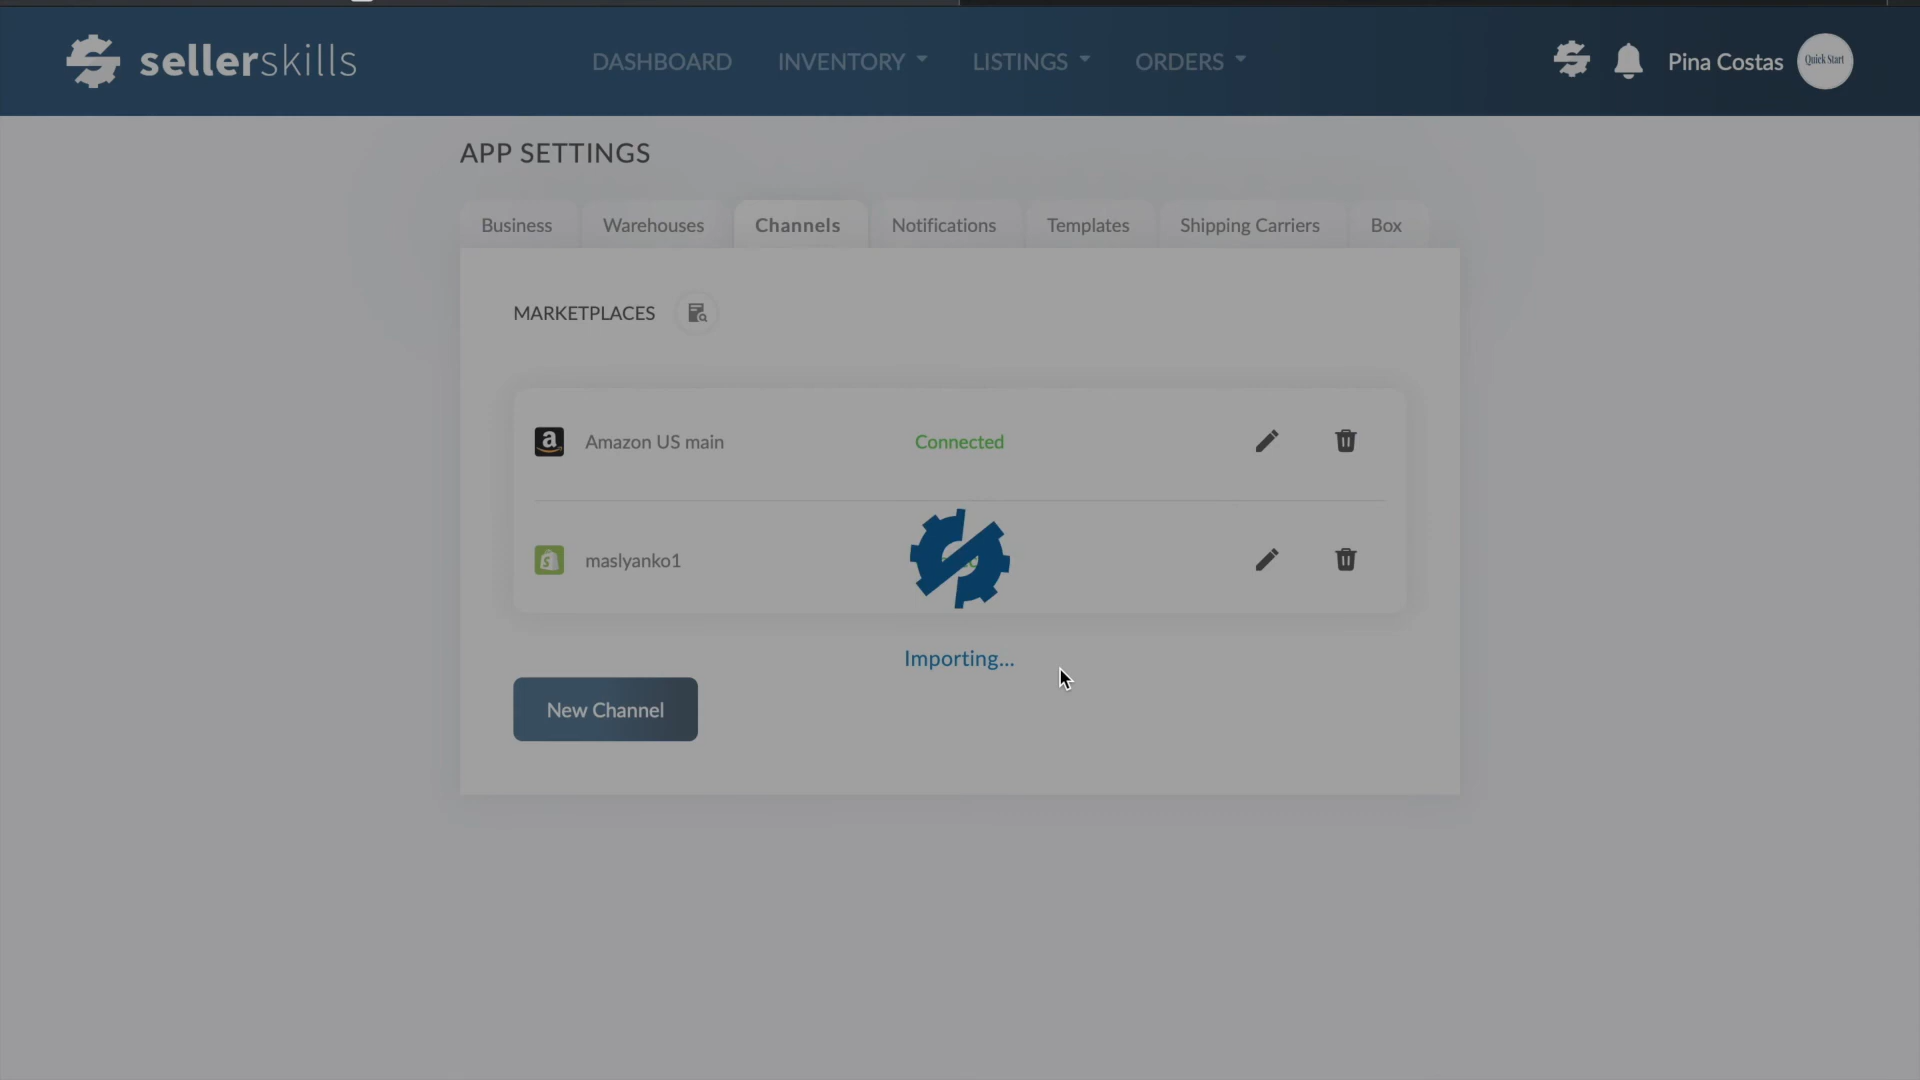 sellerskills
DASHBOARD INVENTORY LISTINGS ORDERS
Pina Costas
Quick Start
APP SETTINGS
Business Warehouses Channels Notifications Templates Shipping Carriers Box
MARKETPLACES
Amazon US main Connected
maslyanko1
Importing...
New Channel